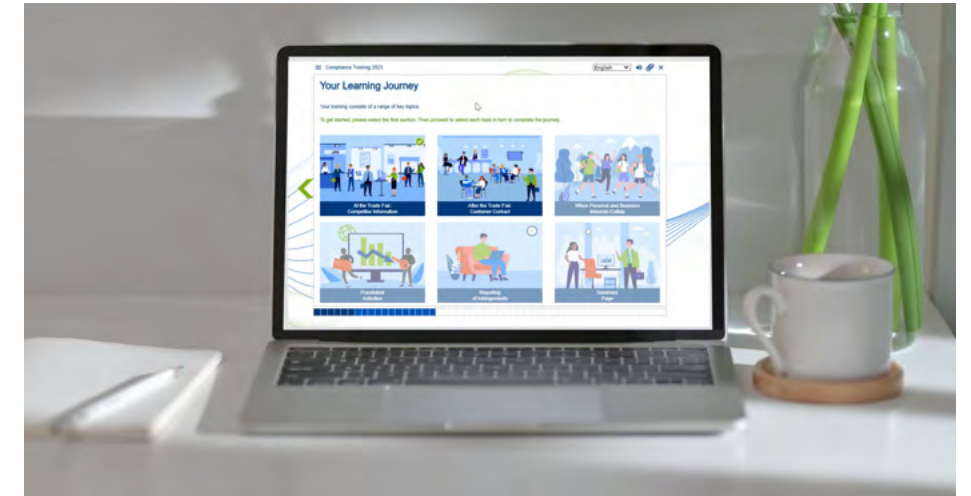 Compliance Training 2023
English
Your Learning Journey
Your training consists of a range of key topics
To get started, please select the first section. Then proceed to select each topic in turn to complete the journey.
At the Trade Fair:
Competitor Information
After the Trade Fair:
Customer Contact
When Personal and Business
Interests Collide
Fraudulent
Activities
Reporting
of Infringements
Summary
Page